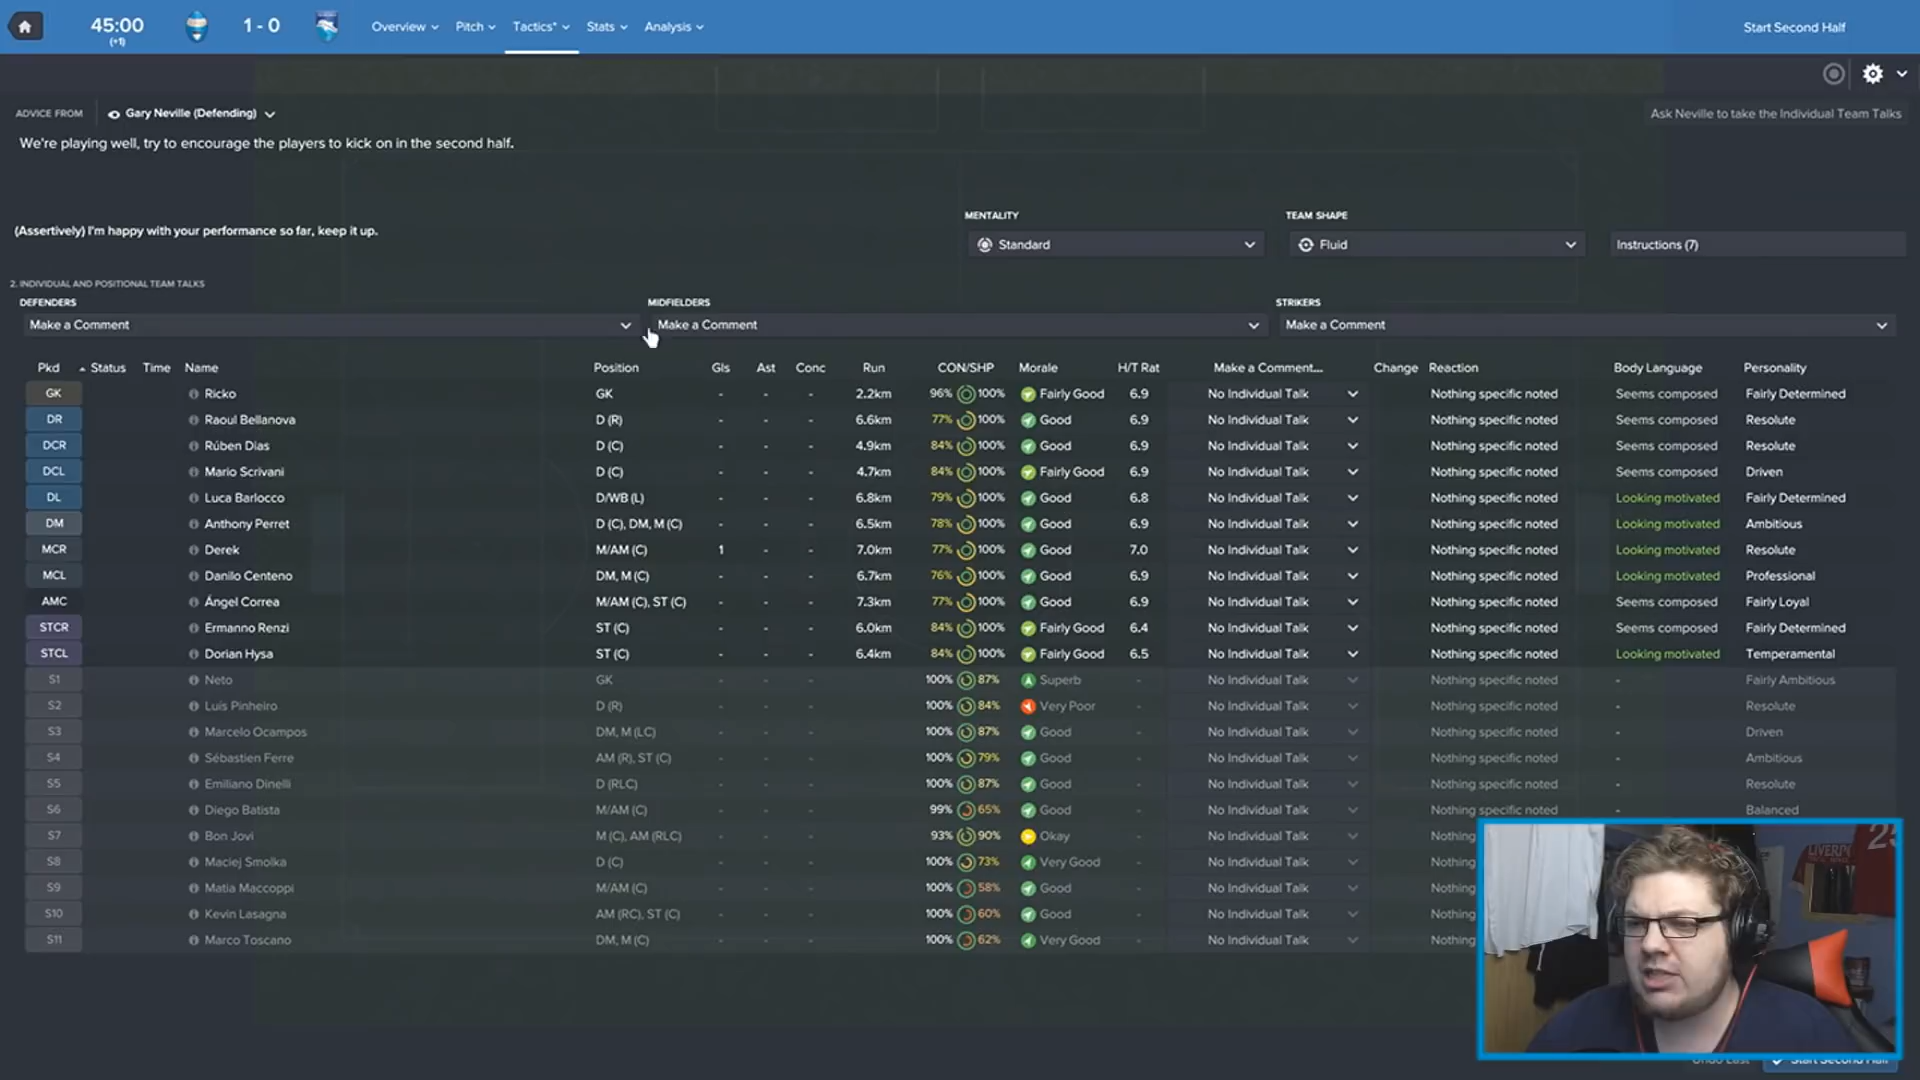 45:00
(+1)
1 - 0
Overview Pitch Tactics* Stats Analysis
Start Second Half
ADVICE FROM Gary Neville (Defending)
Ask Neville to take the Individual Team Talks
We're playing well, try to encourage the players to kick on in the second half.
MENTALITY TEAM SHAPE
(Assertively) I'm happy with your performance so far, keep it up.
Standard Fluid Instructions (7)
2. INDIVIDUAL AND POSITIONAL TEAM TALKS
DEFENDERS MIDFIELDERS STRIKERS
Make a Comment Make a Comment Make a Comment
Pkd Status Time Name Position Gls Ast Conc Run CON/SHP Morale H/T Rat Make a Comment... Change Reaction Body Language Personality
GK Ricko GK - - - 2.2km 96% 100% Fairly Good 6.9 No Individual Talk Nothing specific noted Seems composed Fairly Determined
DR Raoul Bellanova D (R) - - - 6.6km 77% 100% Good 6.9 No Individual Talk Nothing specific noted Seems composed Resolute
DCR Rúben Dias D (C) - - - 4.9km 84% 100% Good 6.9 No Individual Talk Nothing specific noted Seems composed Resolute
DCL Mario Scrivani D (C) - - - 4.7km 84% 100% Fairly Good 6.9 No Individual Talk Nothing specific noted Seems composed Driven
DL Luca Barlocco D/WB (L) - - - 6.8km 79% 100% Good 6.8 No Individual Talk Nothing specific noted Looking motivated Fairly Determined
DM Anthony Perret D (C), DM, M (C) - - - 6.5km 78% 100% Good 6.9 No Individual Talk Nothing specific noted Looking motivated Ambitious
MCR Derek M/AM (C) 1 - - 7.0km 77% 100% Good 7.0 No Individual Talk Nothing specific noted Looking motivated Resolute
MCL Danilo Centeno DM, M (C) - - - 6.7km 76% 100% Good 6.9 No Individual Talk Nothing specific noted Looking motivated Professional
AMC Ángel Correa M/AM (C), ST (C) - - - 7.3km 77% 100% Good 6.9 No Individual Talk Nothing specific noted Seems composed Fairly Loyal
STCR Ermanno Renzi ST (C) - - - 6.0km 84% 100% Fairly Good 6.4 No Individual Talk Nothing specific noted Seems composed Fairly Determined
STCL Dorian Hysa ST (C) - - - 6.4km 84% 100% Fairly Good 6.5 No Individual Talk Nothing specific noted Looking motivated Temperamental
S1 Neto GK - - - 100% 87% Superb - No Individual Talk Nothing specific noted - Fairly Ambitious
S2 Luís Pinheiro D (R) - - - 100% 84% Very Poor - No Individual Talk Nothing specific noted - Resolute
S3 Marcelo Ocampos DM, M (LC) - - - 100% 87% Good - No Individual Talk Nothing specific noted - Driven
S4 Sébastien Ferre AM (R), ST (C) - - - 100% 79% Good - No Individual Talk Nothing specific noted - Ambitious
S5 Emiliano Dinelli D (RLC) - - - 100% 87% Good - No Individual Talk Nothing specific noted - Resolute
S6 Diego Batista M/AM (C) - - - 99% 65% Good - No Individual Talk Nothing specific noted - Balanced
S7 Bon Jovi M (C), AM (RLC) - - - 93% 90% Okay - No Individual Talk Nothing
S8 Maciej Smolka D (C) - - - 100% 73% Very Good - No Individual Talk Nothing
S9 Matia Maccoppi M/AM (C) - - - 100% 58% Good - No Individual Talk Nothing
S10 Kevin Lasagna AM (RC), ST (C) - - - 100% 60% Good - No Individual Talk Nothing
S11 Marco Toscano DM, M (C) - - - 100% 62% Very Good - No Individual Talk Nothing
Undo Last Start Second Half